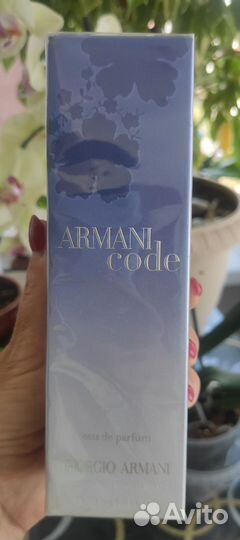 ARMANI
code
eau de parfum
GIORGIO ARMANI
Avito